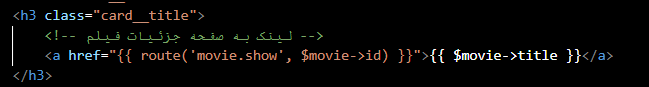 <h3 class="card__title">
<!-- لینک به صفحه جزئیات فیلم -->
<a href="{{ route('movie.show', $movie->id) }}">{{ $movie->title }}</a>
</h3>